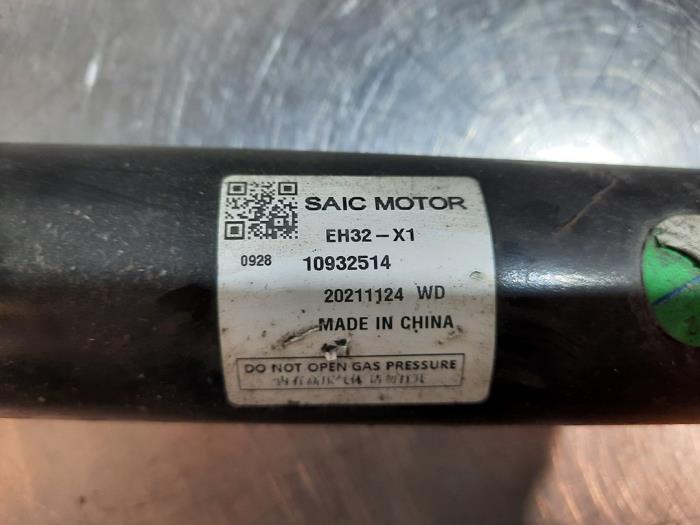 SAIC MOTOR
EH32-X1
0928 10932514
20211124 WD
MADE IN CHINA
DO NOT OPEN GAS PRESSURE